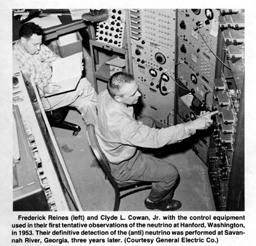 Frederick Reines (left) and Clyde L. Cowan, Jr. with the control equipment
used in their first tentative observations of the neutrino at Hanford, Washington,
in 1953. Their definitive detection of the (anti) neutrino was performed at Savan-
nah River, Georgia, three years later. (Courtesy General Electric Co.)